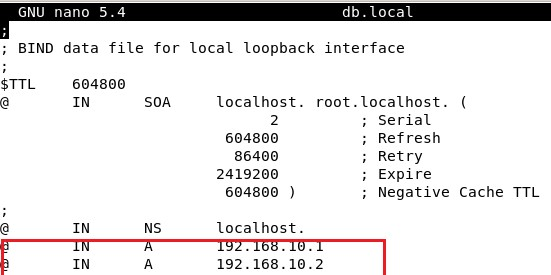 GNU nano 5.4 db.local
;
; BIND data file for local loopback interface
;
$TTL 604800
@ IN SOA localhost. root.localhost. (
2 ; Serial
604800 ; Refresh
86400 ; Retry
2419200 ; Expire
604800 ) ; Negative Cache TTL
;
@ IN NS localhost.
@ IN A 192.168.10.1
@ IN A 192.168.10.2